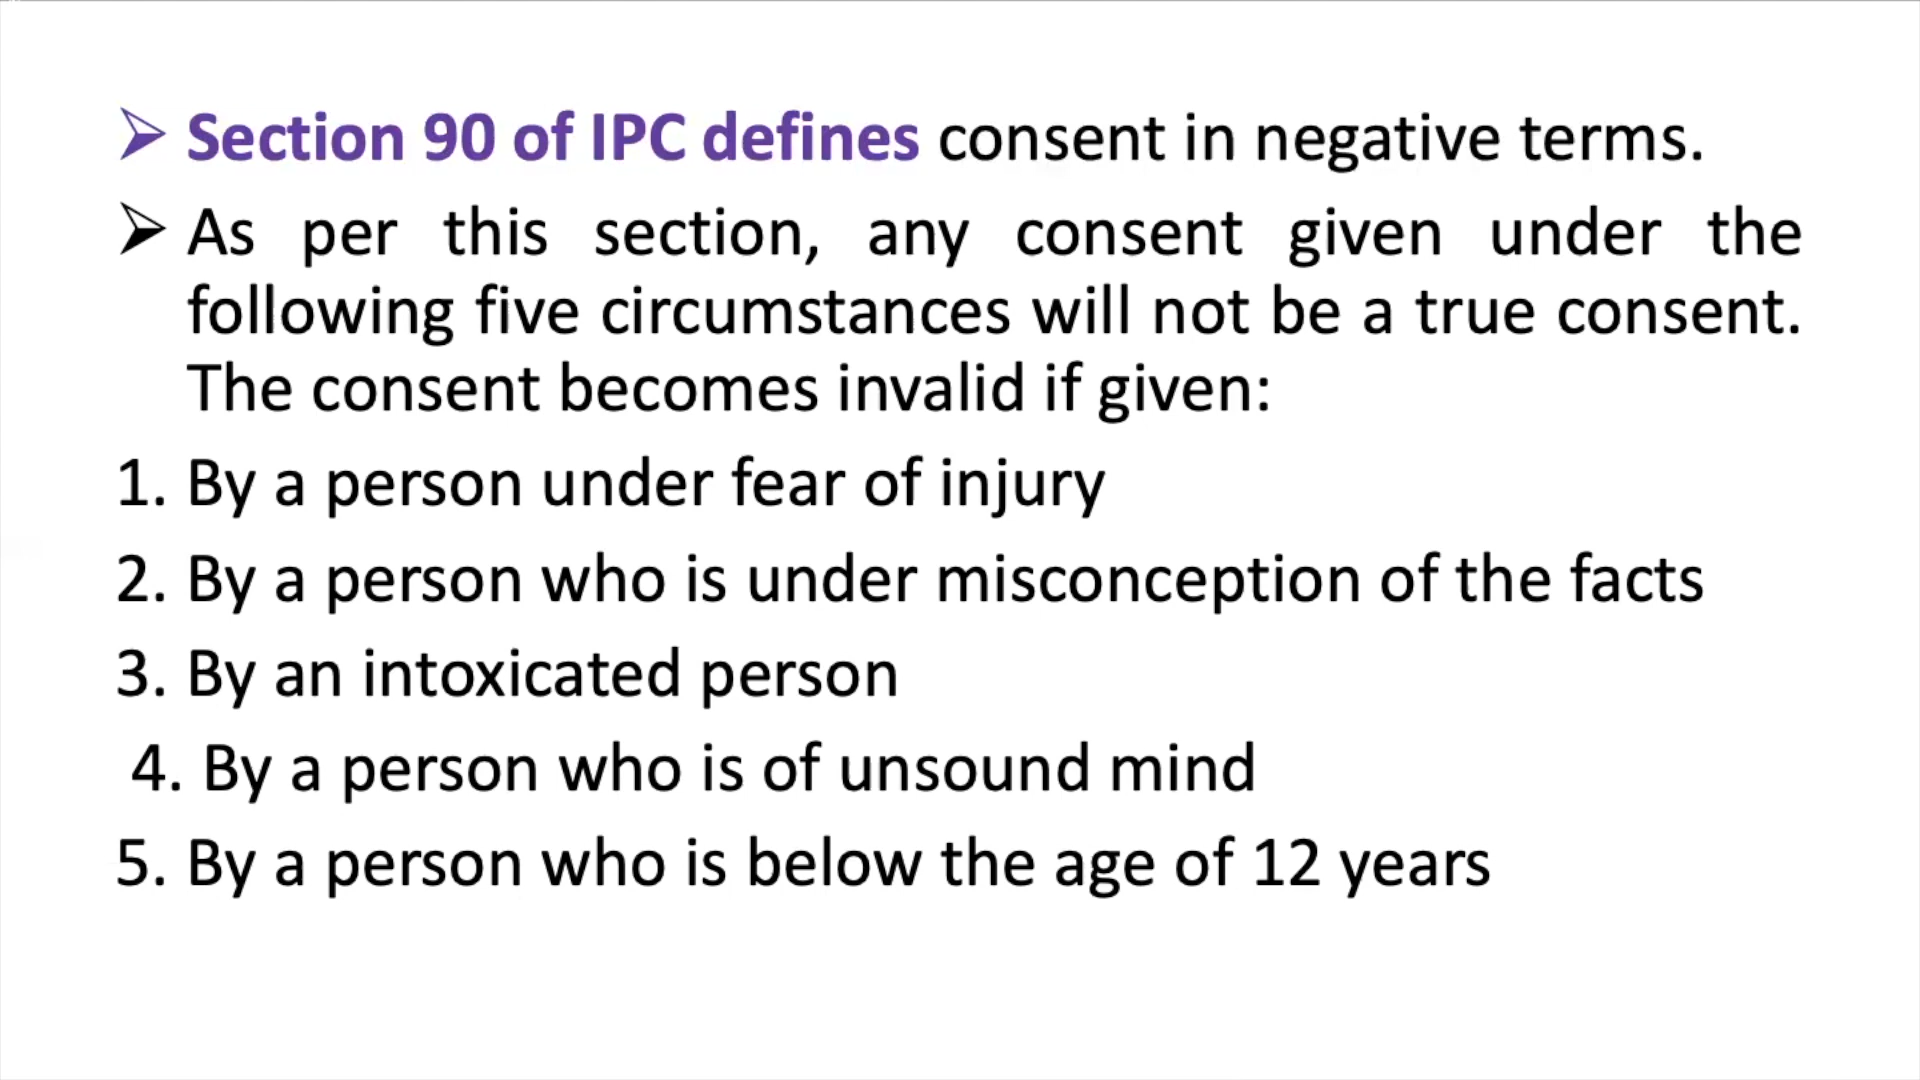 ➢ Section 90 of IPC defines consent in negative terms.
➢ As per this section, any consent given under the
following five circumstances will not be a true consent.
The consent becomes invalid if given:
1. By a person under fear of injury
2. By a person who is under misconception of the facts
3. By an intoxicated person
4. By a person who is of unsound mind
5. By a person who is below the age of 12 years